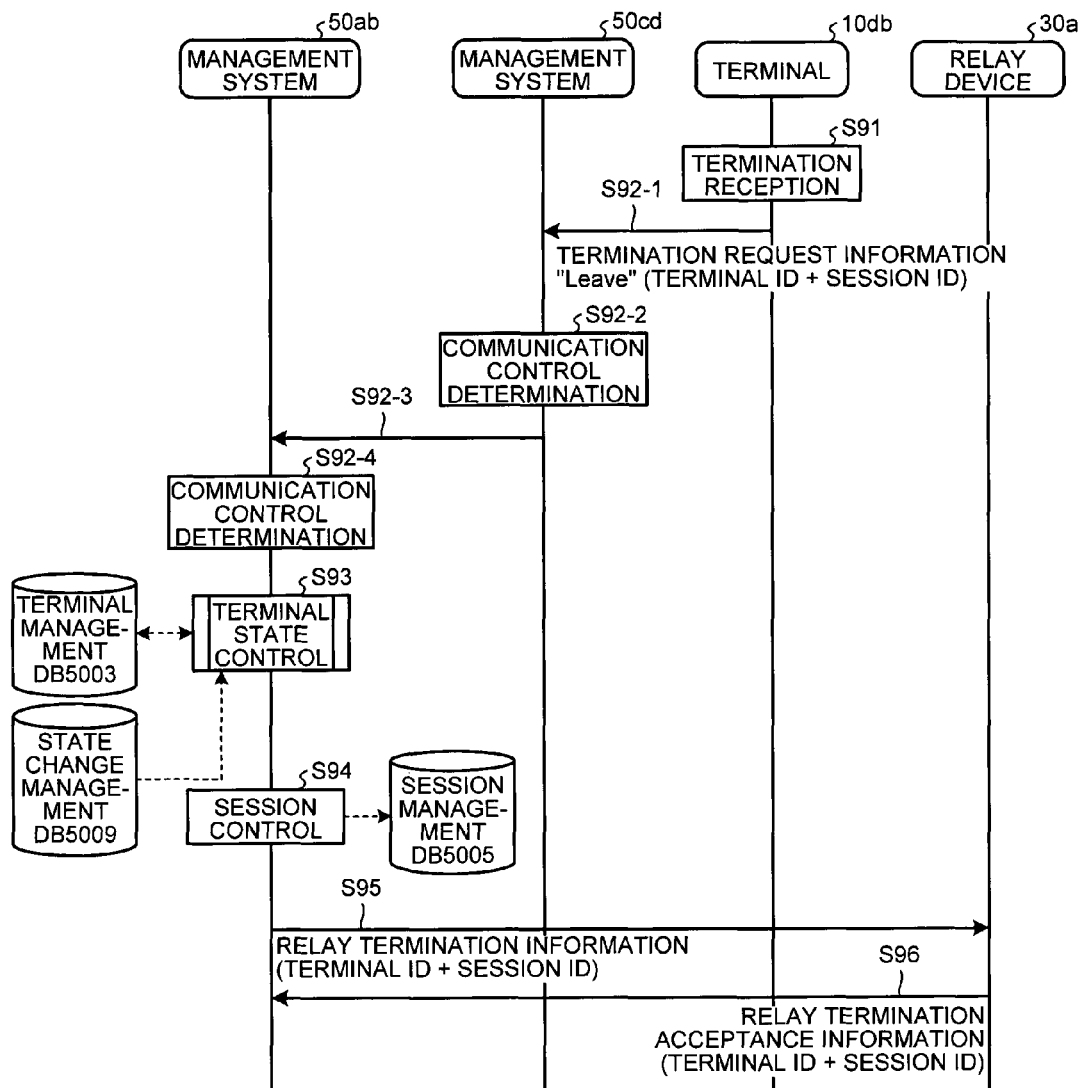 50ab
50cd
10db
30a
MANAGEMENT
SYSTEM
MANAGEMENT
SYSTEM
TERMINAL
RELAY
DEVICE
S91
TERMINATION
RECEPTION
S92-1
TERMINATION REQUEST INFORMATION
"Leave" (TERMINAL ID + SESSION ID)
S92-2
COMMUNICATION
CONTROL
DETERMINATION
S92-3
S92-4
COMMUNICATION
CONTROL
DETERMINATION
S93
TERMINAL
MANAGE-
MENT
DB5003
TERMINAL
STATE
CONTROL
STATE
CHANGE
MANAGE-
MENT
DB5009
S94
SESSION
CONTROL
SESSION
MANAGE-
MENT
DB5005
S95
RELAY TERMINATION INFORMATION
(TERMINAL ID + SESSION ID)
S96
RELAY TERMINATION
ACCEPTANCE INFORMATION
(TERMINAL ID + SESSION ID)